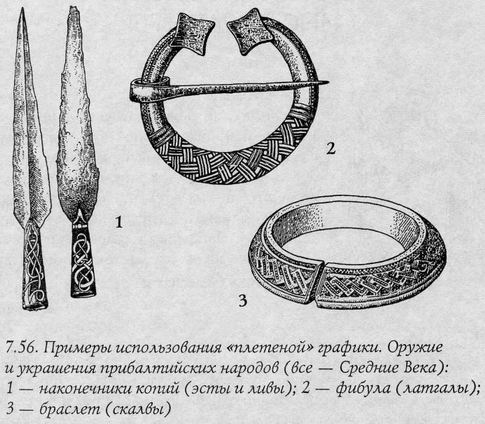 1
2
3
7.56. Примеры использования «плетеной» графики. Оружие
и украшения прибалтийских народов (все — Средние Века):
1 — наконечники копий (эсты и ливы); 2 — фибула (латгалы);
3 — браслет (скалвы)